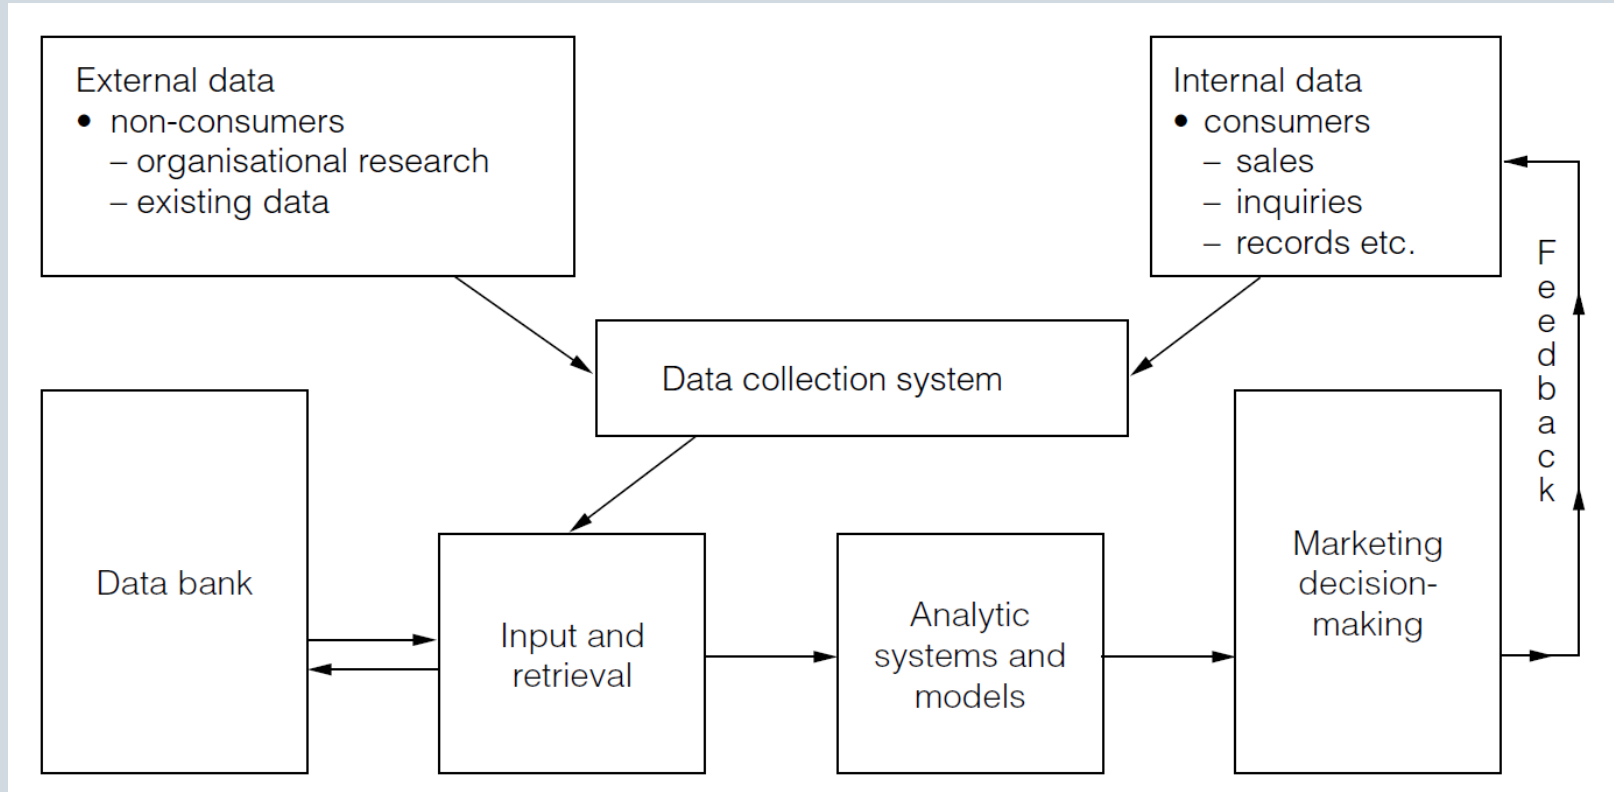 External data
• non-consumers
– organisational research
– existing data
Internal data
• consumers
– sales
– inquiries
– records etc.
Feedback
Data collection system
Data bank
Input and
retrieval
Analytic
systems and
models
Marketing
decision-
making